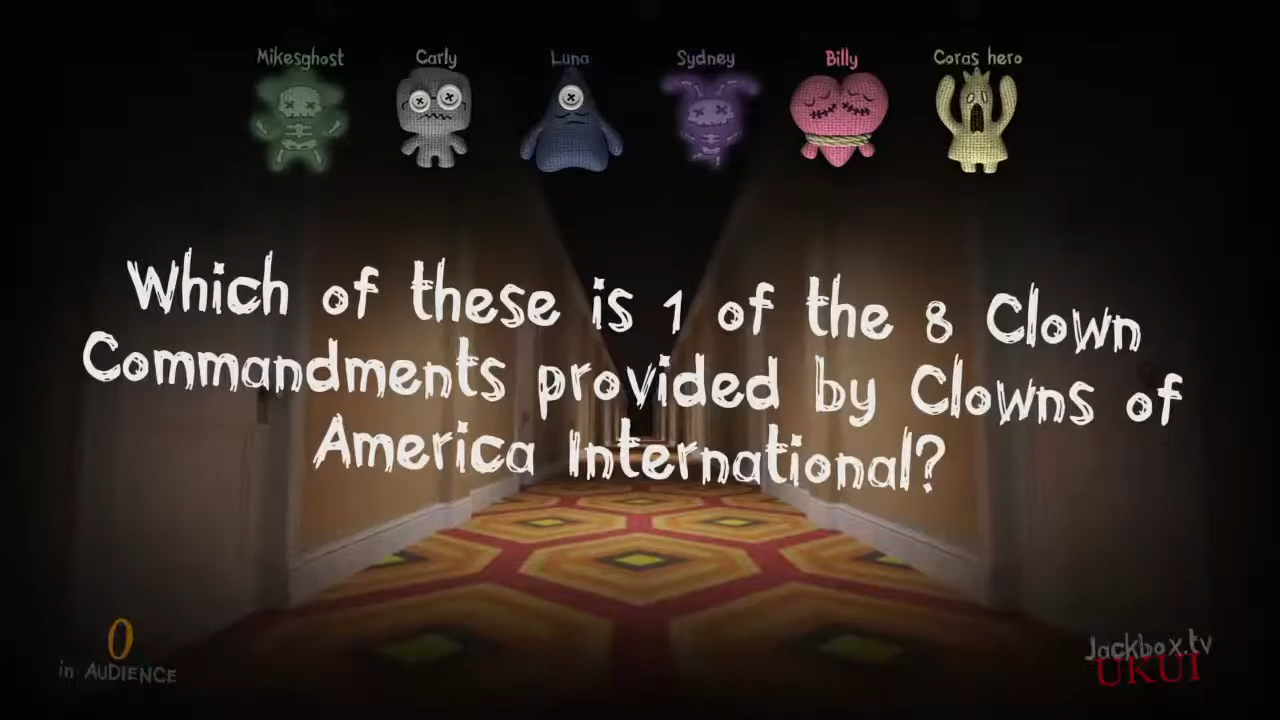 Mikesghost Carly Luna Sydney Billy Coras hero
Which of these is 1 of the 8 Clown
Commandments provided by Clowns of
America International?
0
in AUDIENCE
Jackbox.tv
UKUI